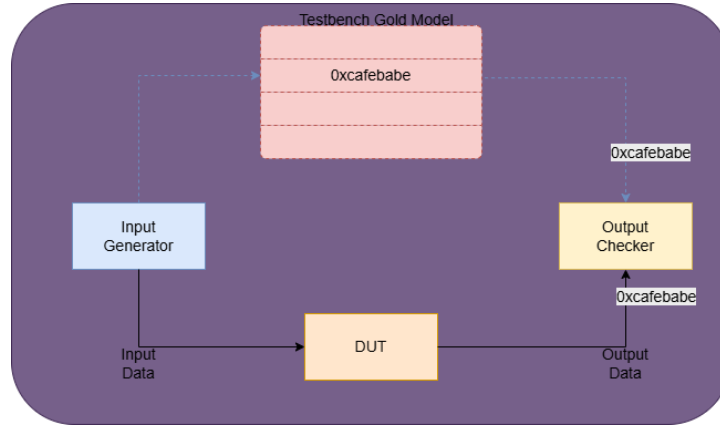 Testbench Gold Model
0xcafebabe
0xcafebabe
Input
Generator
Output
Checker
0xcafebabe
DUT
Input
Data
Output
Data